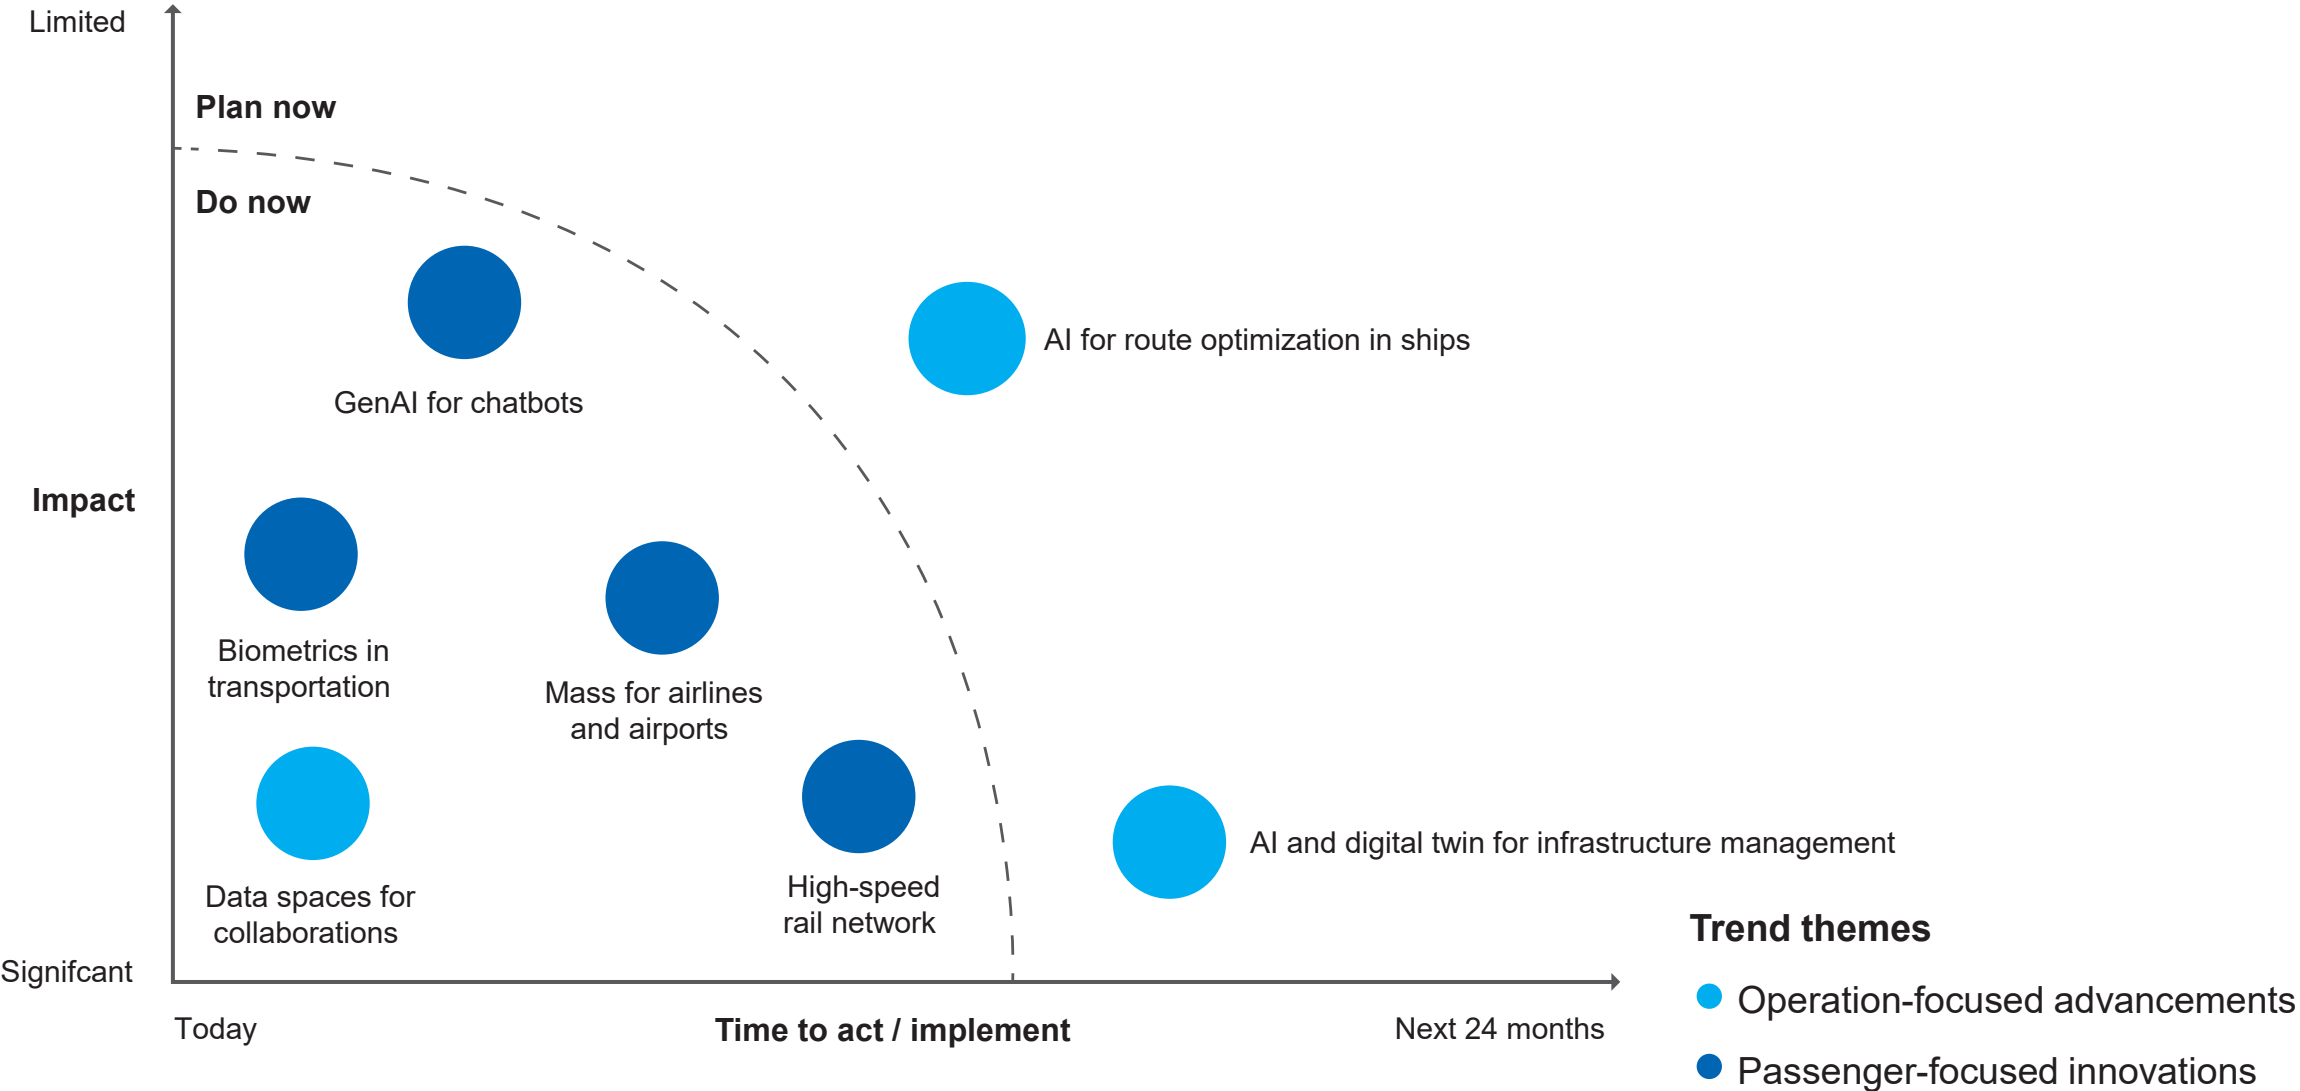 Limited
Plan now
Do now
GenAI for chatbots
AI for route optimization in ships
Impact
Biometrics in
transportation
Mass for airlines
and airports
Data spaces for
collaborations
High-speed
rail network
AI and digital twin for infrastructure management
Signifcant
Today
Time to act / implement
Next 24 months
Trend themes
Operation-focused advancements
Passenger-focused innovations